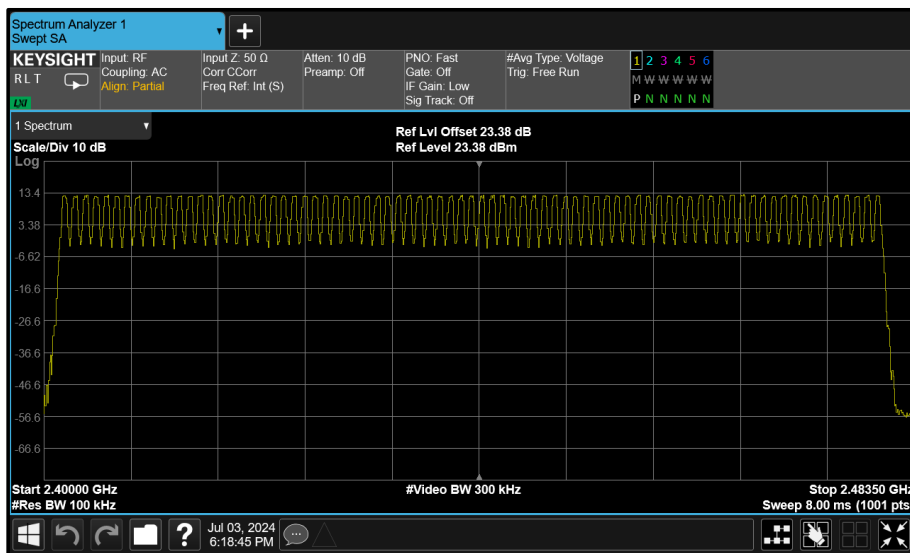 Spectrum Analyzer 1
Swept SA
KEYSIGHT
R L T
LXI
Input: RF
Coupling: AC
Align: Partial
Input Z: 50 Ω
Corr CCorr
Freq Ref: Int (S)
Atten: 10 dB
Preamp: Off
PNO: Fast
Gate: Off
IF Gain: Low
Sig Track: Off
#Avg Type: Voltage
Trig: Free Run
1 2 3 4 5 6
M W W W W W
P N N N N N
1 Spectrum
Scale/Div 10 dB
Ref Lvl Offset 23.38 dB
Ref Level 23.38 dBm
Log
13.4
3.38
-6.62
-16.6
-26.6
-36.6
-46.6
-56.6
-66.6
Start 2.40000 GHz
#Res BW 100 kHz
#Video BW 300 kHz
Stop 2.48350 GHz
Sweep 8.00 ms (1001 pts
?
Jul 03, 2024
6:18:45 PM